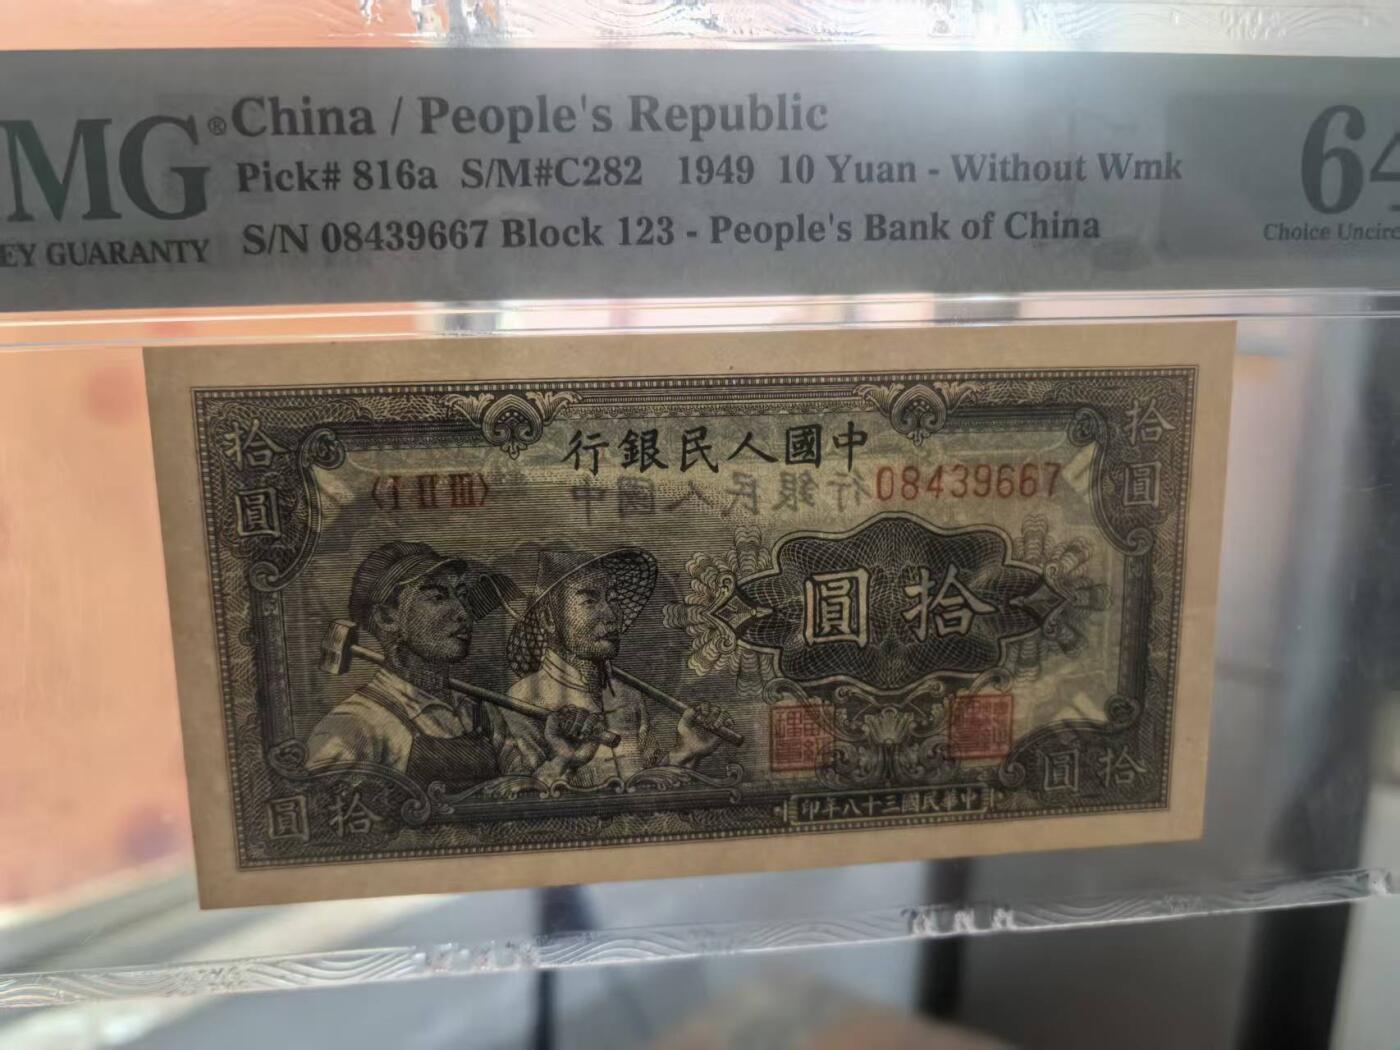 MG®
EY GUARANTY
China / People's Republic
Pick# 816a S/M#C282 1949 10 Yuan - Without Wmk
S/N 08439667 Block 123 - People's Bank of China
64
Choice Uncirc
行銀民人國中
〈I II III〉
08439667
拾圓
拾圓
圓拾
圓拾
圓拾
印年八十三國民華中